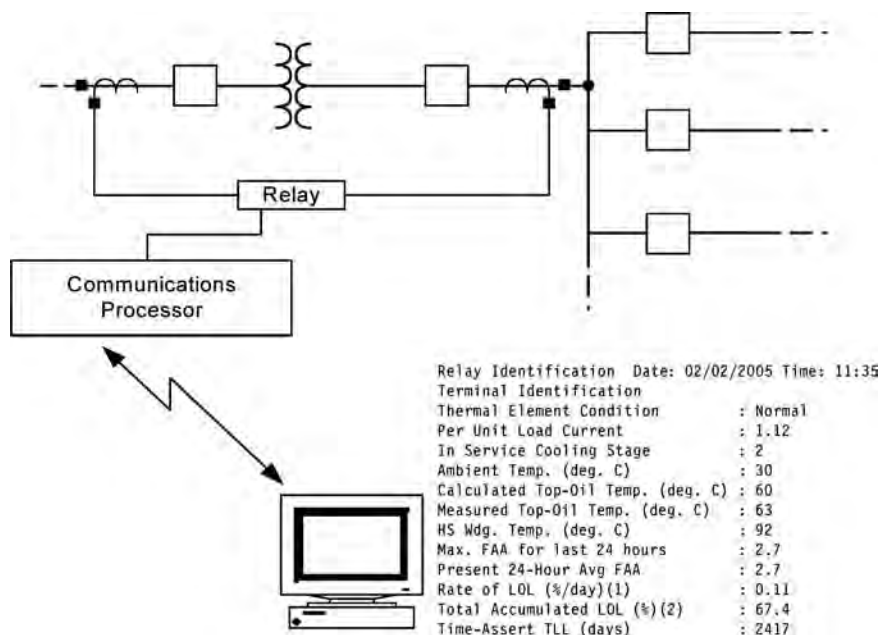 Relay
Communications
Processor
Relay Identification Date: 02/02/2005 Time: 11:35
Terminal Identification
Thermal Element Condition : Normal
Per Unit Load Current : 1.12
In Service Cooling Stage : 2
Ambient Temp. (deg. C) : 30
Calculated Top-Oil Temp. (deg. C) : 60
Measured Top-Oil Temp. (deg. C) : 63
HS Wdg. Temp. (deg. C) : 92
Max. FAA for last 24 hours : 2.7
Present 24-Hour Avg FAA : 2.7
Rate of LOL (%/day)(1) : 0.11
Total Accumulated LOL (%)(2) : 67.4
Time-Assert TLL (days) : 2417